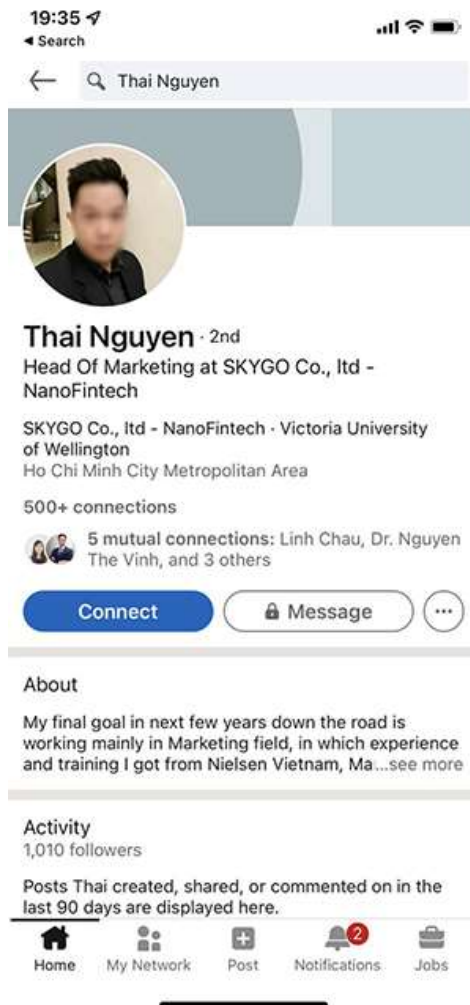 19:35
◀ Search
Thai Nguyen
Thai Nguyen · 2nd
Head Of Marketing at SKYGO Co., ltd -
NanoFintech
SKYGO Co., ltd - NanoFintech · Victoria University
of Wellington
Ho Chi Minh City Metropolitan Area
500+ connections
5 mutual connections: Linh Chau, Dr. Nguyen
The Vinh, and 3 others
Connect
Message
About
My final goal in next few years down the road is
working mainly in Marketing field, in which experience
and training I got from Nielsen Vietnam, Ma...see more
Activity
1,010 followers
Posts Thai created, shared, or commented on in the
last 90 days are displayed here.
2
Home My Network Post Notifications Jobs